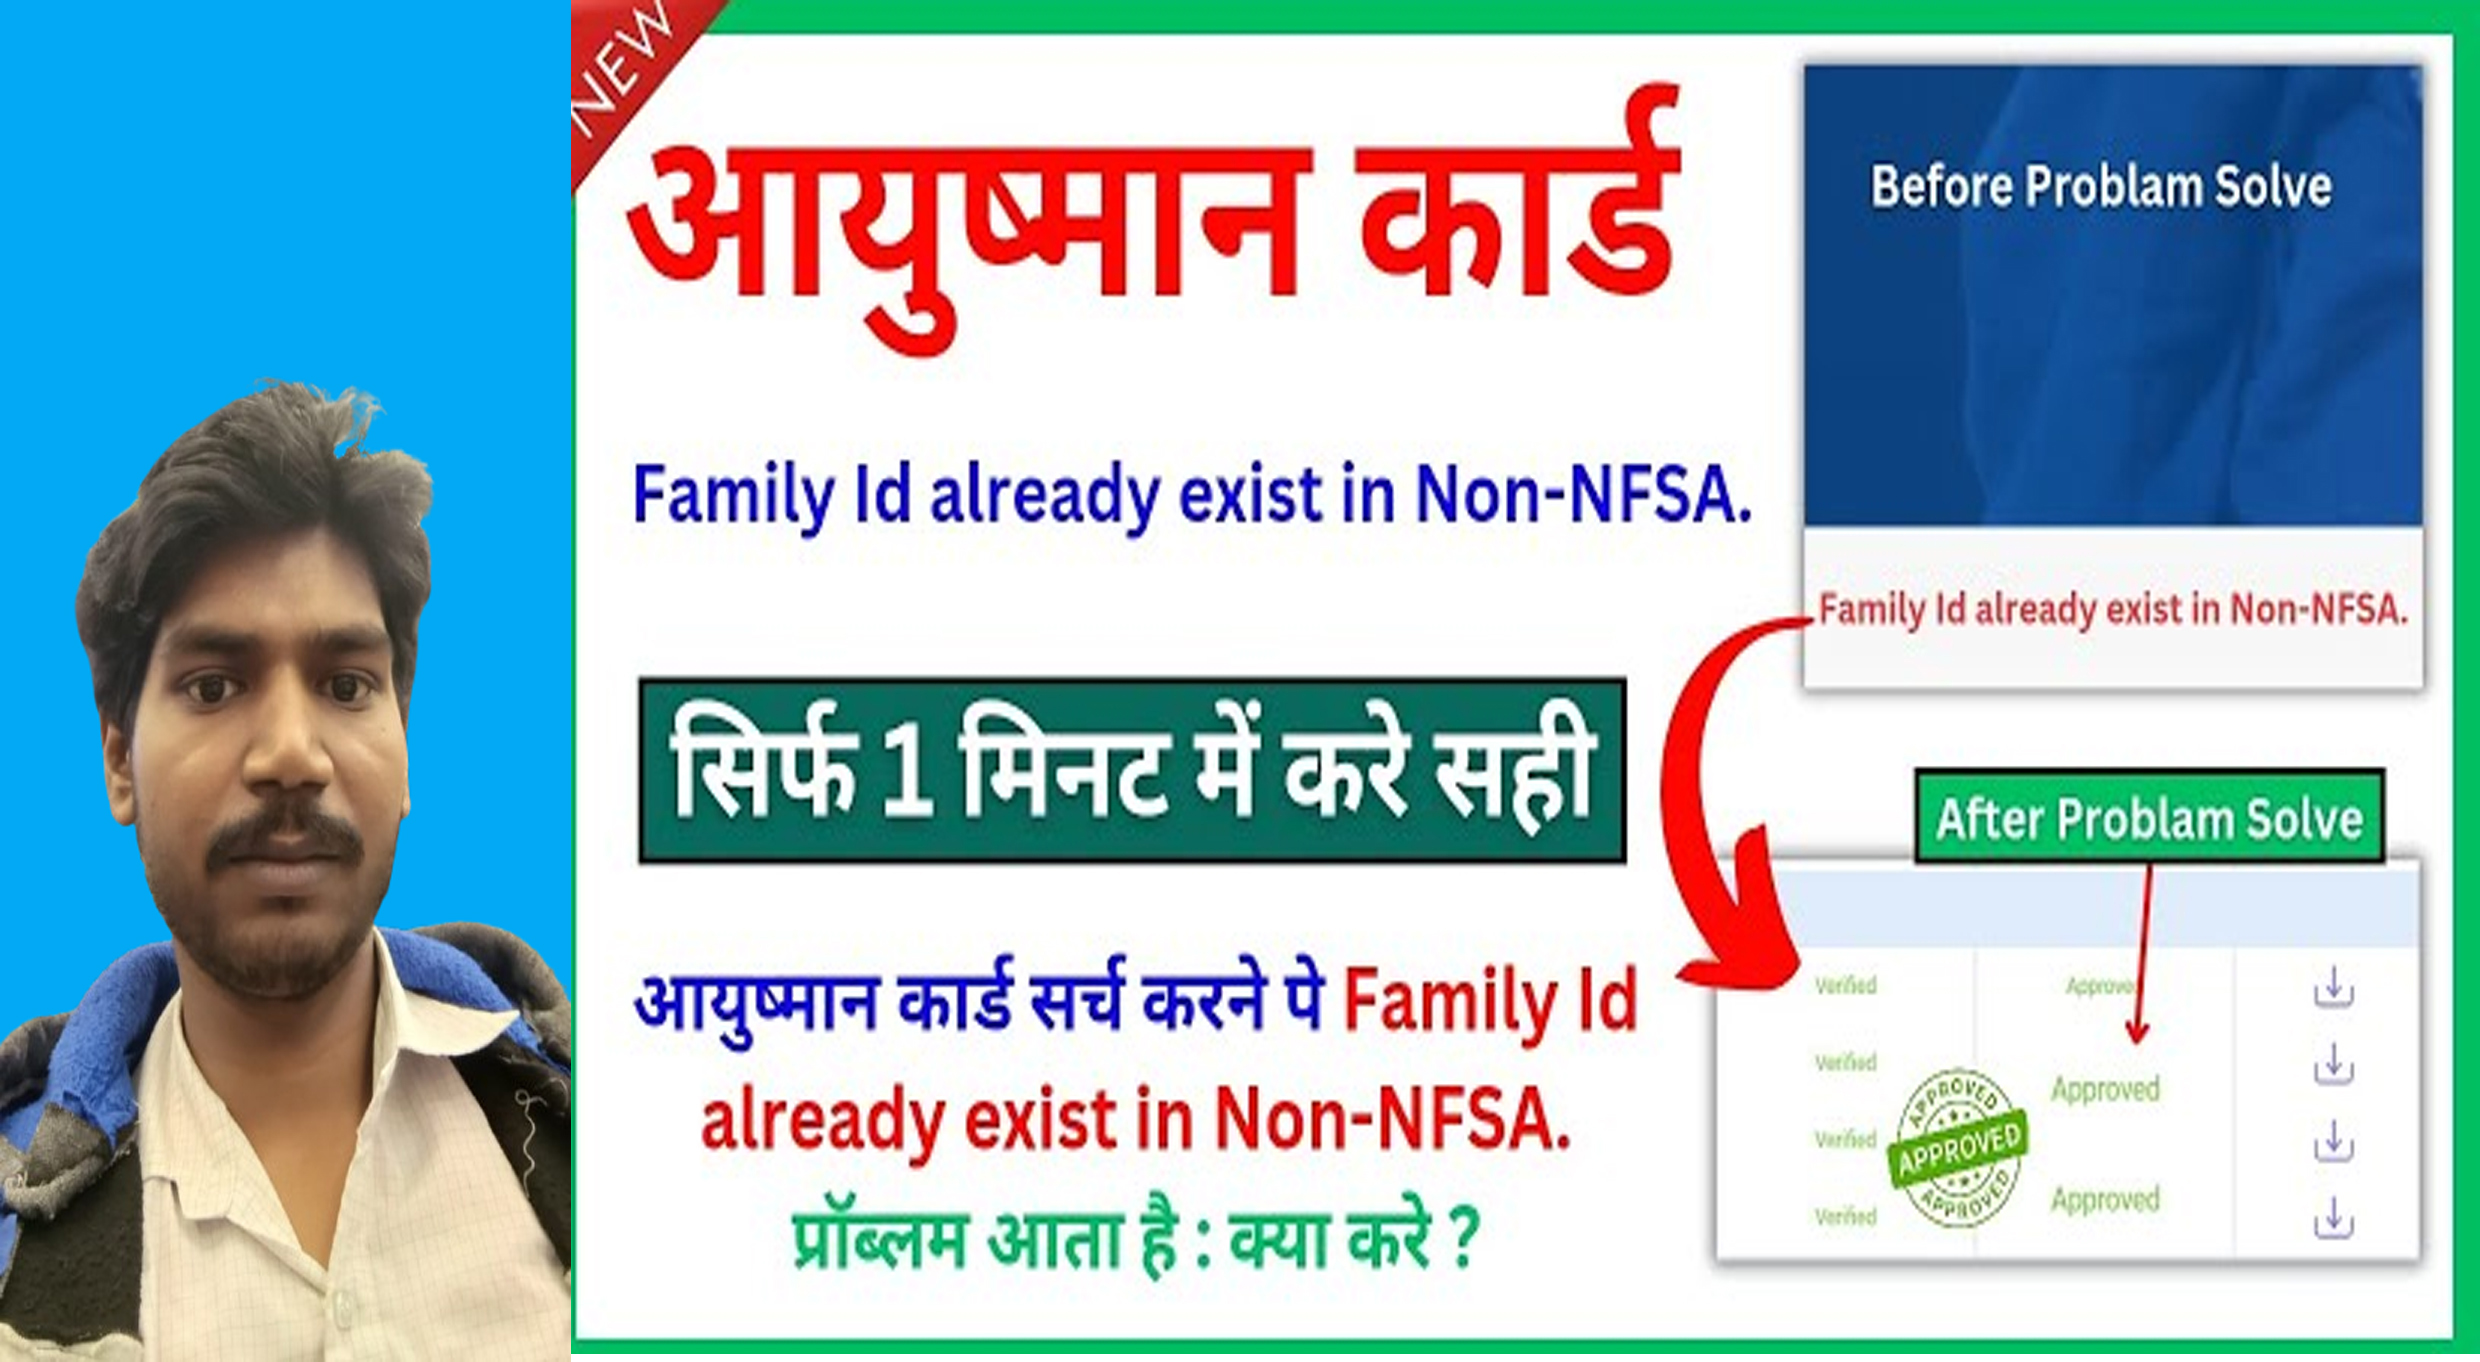 NEW
आयुष्मान कार्ड
Family Id already exist in Non-NFSA.
सिर्फ 1 मिनट में करे सही
आयुष्मान कार्ड सर्च करने पे Family Id
already exist in Non-NFSA.
प्रॉब्लम आता है : क्या करे ?
Before Problam Solve
Family Id already exist in Non-NFSA.
After Problam Solve
Verified Approved
Verified
Approved
Verified
Approved
Verified
APPROVED
APPROVED
APPROVED